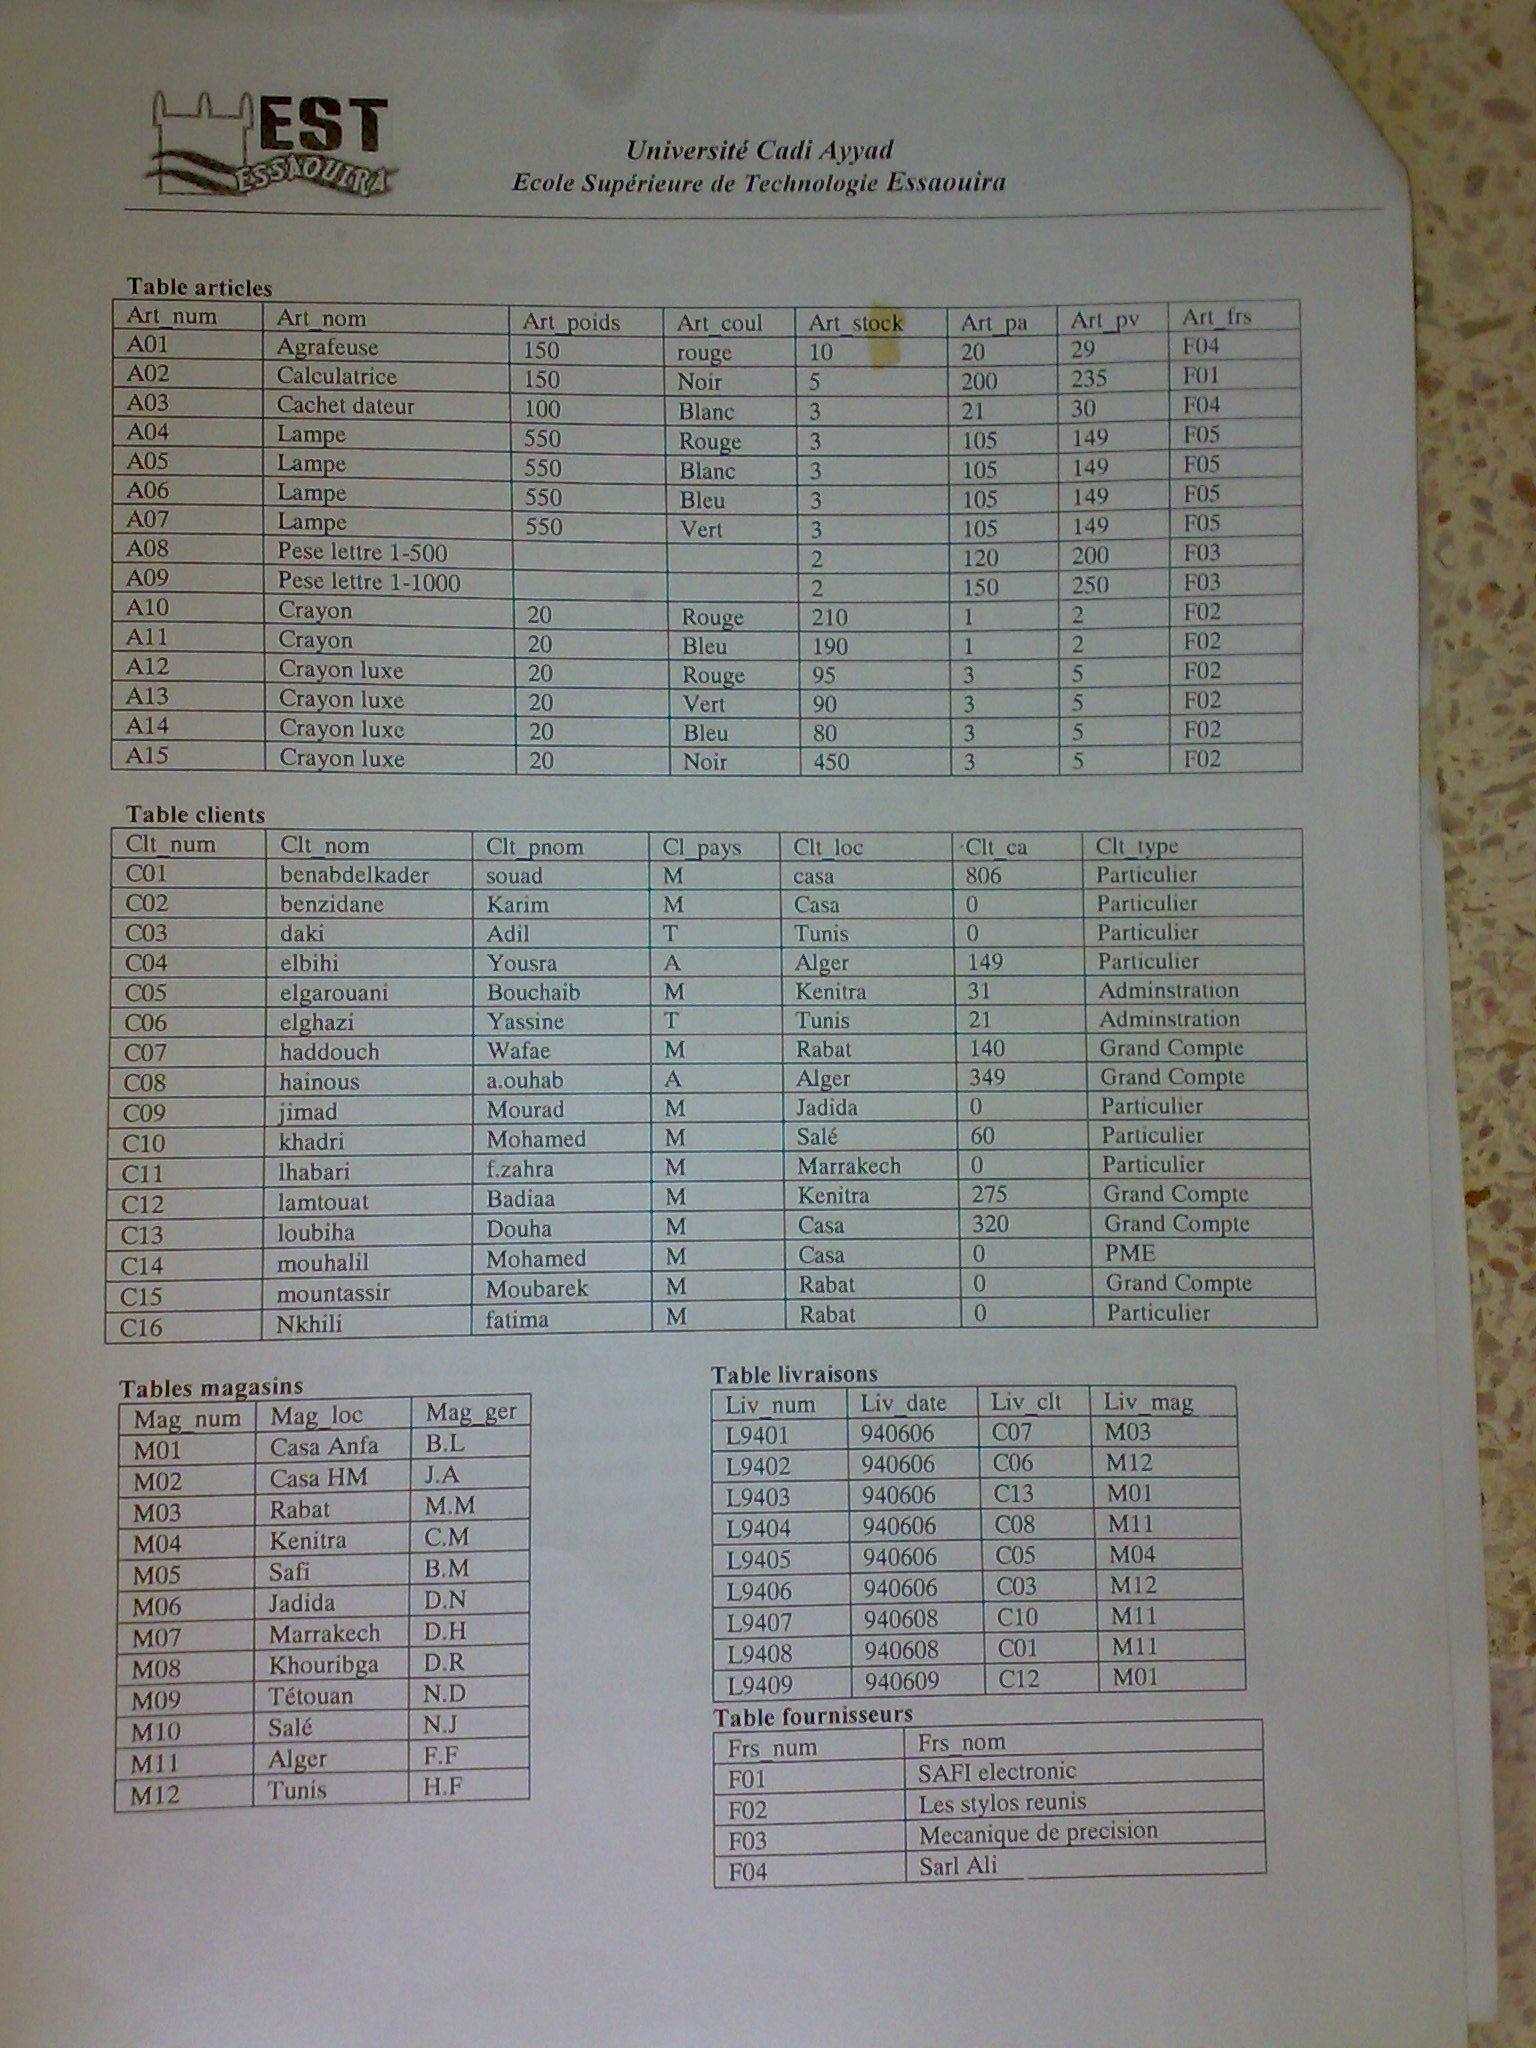 EST
ESSAOUIRA
Université Cadi Ayyad
Ecole Supérieure de Technologie Essaouira
Table articles
Art_num Art_nom Art_poids Art_coul Art_stock Art_pa Art_pv Art_frs
A01 Agrafeuse 150 rouge 10 20 29 F04
A02 Calculatrice 150 Noir 5 200 235 F01
A03 Cachet dateur 100 Blanc 3 21 30 F04
A04 Lampe 550 Rouge 3 105 149 F05
A05 Lampe 550 Blanc 3 105 149 F05
A06 Lampe 550 Bleu 3 105 149 F05
A07 Lampe 550 Vert 3 105 149 F05
A08 Pese lettre 1-500 2 120 200 F03
A09 Pese lettre 1-1000 2 150 250 F03
A10 Crayon 20 Rouge 210 1 2 F02
A11 Crayon 20 Bleu 190 1 2 F02
A12 Crayon luxe 20 Rouge 95 3 5 F02
A13 Crayon luxe 20 Vert 90 3 5 F02
A14 Crayon luxe 20 Bleu 80 3 5 F02
A15 Crayon luxe 20 Noir 450 3 5 F02
Table clients
Clt_num Clt_nom Clt_pnom Cl_pays Clt_loc Clt_ca Clt_type
C01 benabdelkader souad M casa 806 Particulier
C02 benzidane Karim M Casa 0 Particulier
C03 daki Adil T Tunis 0 Particulier
C04 elbihi Yousra A Alger 149 Particulier
C05 elgarouani Bouchaib M Kenitra 31 Adminstration
C06 elghazi Yassine T Tunis 21 Adminstration
C07 haddouch Wafae M Rabat 140 Grand Compte
C08 hainous a.ouhab A Alger 349 Grand Compte
C09 jimad Mourad M Jadida 0 Particulier
C10 khadri Mohamed M Salé 60 Particulier
C11 lhabari f.zahra M Marrakech 0 Particulier
C12 lamtouat Badiaa M Kenitra 275 Grand Compte
C13 loubiha Douha M Casa 320 Grand Compte
C14 mouhalil Mohamed M Casa 0 PME
C15 mountassir Moubarek M Rabat 0 Grand Compte
C16 Nkhili fatima M Rabat 0 Particulier
Tables magasins
Mag_num Mag_loc Mag_ger
M01 Casa Anfa B.L
M02 Casa HM J.A
M03 Rabat M.M
M04 Kenitra C.M
M05 Safi B.M
M06 Jadida D.N
M07 Marrakech D.H
M08 Khouribga D.R
M09 Tétouan N.D
M10 Salé N.J
M11 Alger F.F
M12 Tunis H.F
Table livraisons
Liv_num Liv_date Liv_clt Liv_mag
L9401 940606 C07 M03
L9402 940606 C06 M12
L9403 940606 C13 M01
L9404 940606 C08 M11
L9405 940606 C05 M04
L9406 940606 C03 M12
L9407 940608 C10 M11
L9408 940608 C01 M11
L9409 940609 C12 M01
Table fournisseurs
Frs_num Frs_nom
F01 SAFI electronic
F02 Les stylos reunis
F03 Mecanique de precision
F04 Sarl Ali